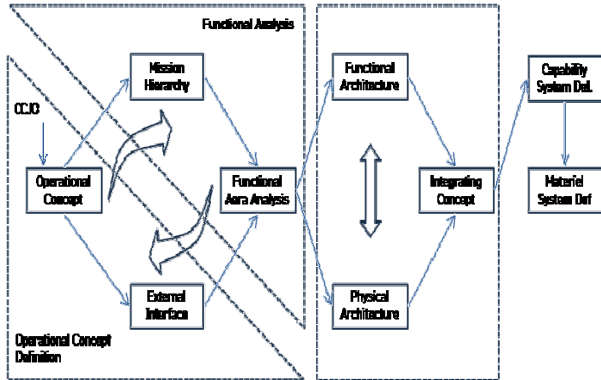 Functional Analysis
Mission
Hierarchy
Functional
Architecture
Capability
System Def.
CCJO
Operational
Concept
Functional
Aera Analysis
Integrating
Concept
Materiel
System Def
External
Interface
Physical
Architecture
Operational Concept
Definition